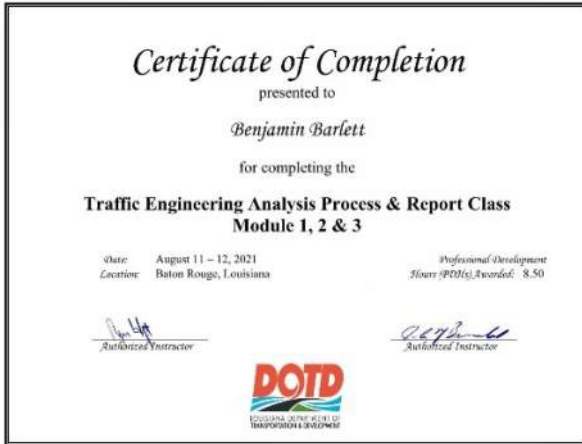 Certificate of Completion
presented to
Benjamin Barlett
for completing the
Traffic Engineering Analysis Process & Report Class
Module 1, 2 & 3
Date: August 11 – 12, 2021
Location: Baton Rouge, Louisiana
Professional Development
Hours (PDH(s) Awarded: 8.50
Authorized Instructor
Authorized Instructor
DOTD
LOUISIANA DEPARTMENT OF
TRANSPORTATION & DEVELOPMENT